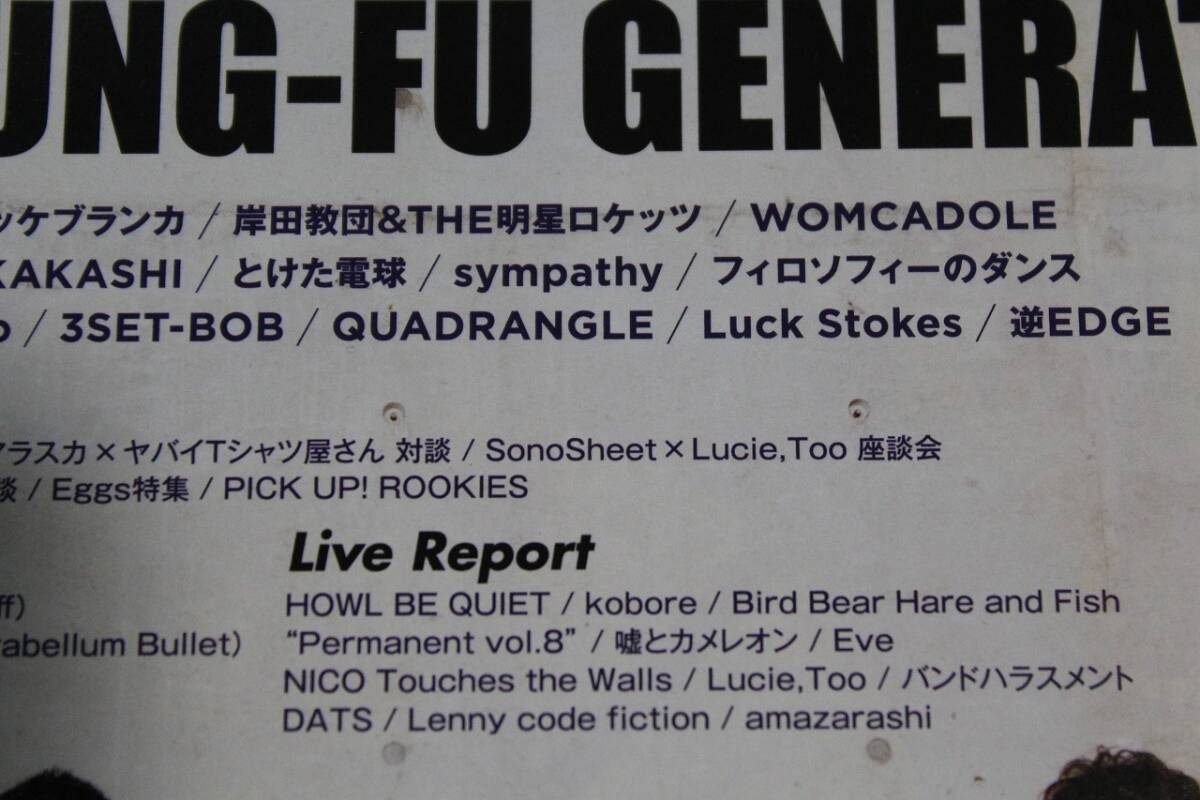 UNG-FU GENERAT
ッケブランカ / 岸田教団&THE明星ロケッツ / WOMCADOLE
KAKASHI / とけた電球 / sympathy / フィロソフィーのダンス
o / 3SET-BOB / QUADRANGLE / Luck Stokes / 逆EDGE
マラスカ×ヤバイTシャツ屋さん 対談 / SonoSheet×Lucie,Too 座談会
談 / Eggs特集 / PICK UP! ROOKIES
Live Report
ff)
HOWL BE QUIET / kobore / Bird Bear Hare and Fish
rabellum Bullet)
“Permanent vol.8” / 嘘とカメレオン / Eve
NICO Touches the Walls / Lucie,Too / バンドハラスメント
DATS / Lenny code fiction / amazarashi